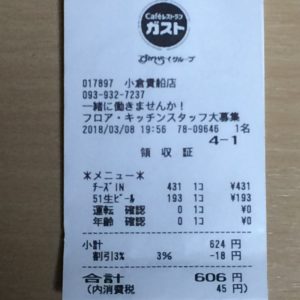 Caféレストラン
ガスト
すかいらーくグループ
017897 小倉貴船店
093-932-7237
一緒に働きませんか!
フロア・キッチンスタッフ大募集
2018/03/08 19:56 78-09646 1名
4-1
領 収 証
*メニュー*
チーズIN 431 1コ ¥431
51生ビール 193 1コ ¥193
運転 確認 0 1コ ¥0
年齢 確認 0 1コ ¥0
小計 624 円
割引3% 3% -18 円
合計 606 円
(内消費税 45 円)